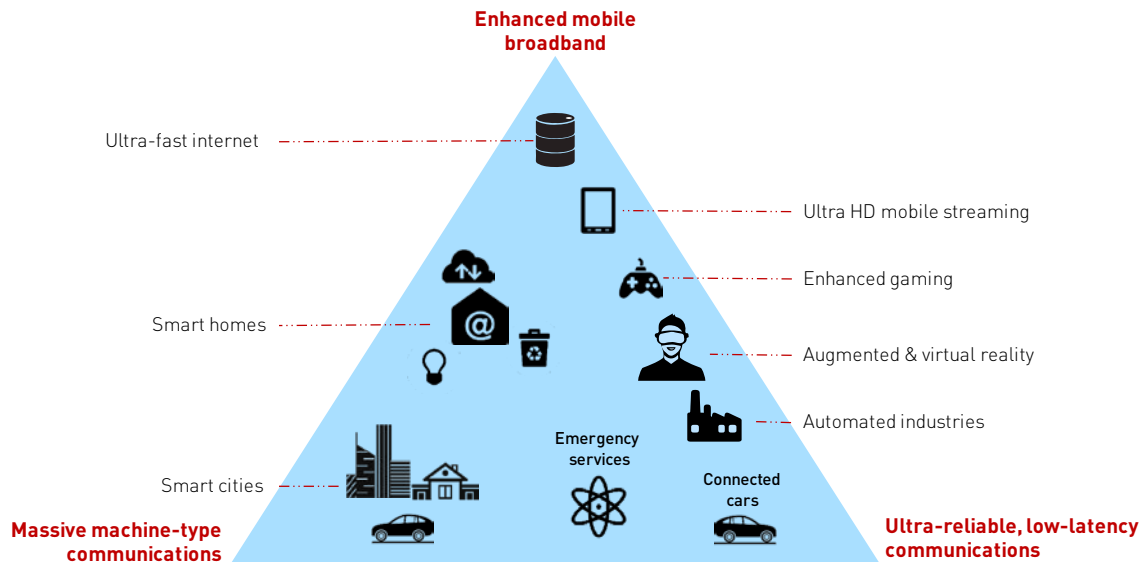 Enhanced mobile
broadband
Ultra-fast internet
Ultra HD mobile streaming
Enhanced gaming
Smart homes
@
Augmented & virtual reality
Automated industries
Emergency
services
Connected
cars
Smart cities
Massive machine-type
communications
Ultra-reliable, low-latency
communications